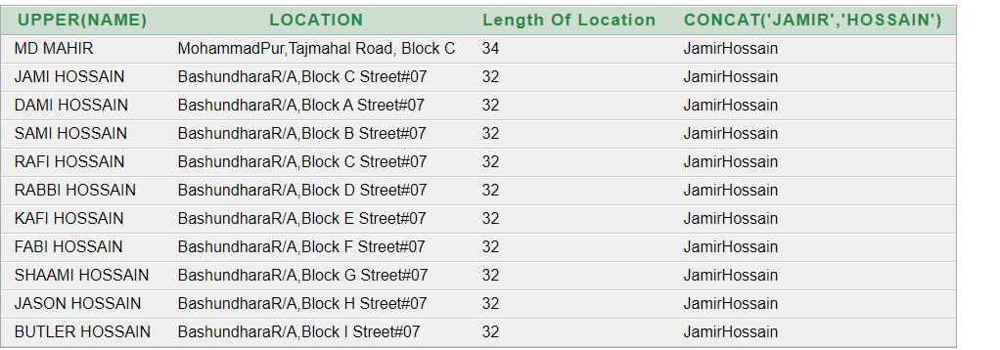 UPPER(NAME) LOCATION Length Of Location CONCAT('JAMIR','HOSSAIN')
MD MAHIR MohammadPur,Tajmahal Road, Block C 34 JamirHossain
JAMI HOSSAIN BashundharaR/A,Block C Street#07 32 JamirHossain
DAMI HOSSAIN BashundharaR/A,Block A Street#07 32 JamirHossain
SAMI HOSSAIN BashundharaR/A,Block B Street#07 32 JamirHossain
RAFI HOSSAIN BashundharaR/A,Block C Street#07 32 JamirHossain
RABBI HOSSAIN BashundharaR/A,Block D Street#07 32 JamirHossain
KAFI HOSSAIN BashundharaR/A,Block E Street#07 32 JamirHossain
FABI HOSSAIN BashundharaR/A,Block F Street#07 32 JamirHossain
SHAAMI HOSSAIN BashundharaR/A,Block G Street#07 32 JamirHossain
JASON HOSSAIN BashundharaR/A,Block H Street#07 32 JamirHossain
BUTLER HOSSAIN BashundharaR/A,Block I Street#07 32 JamirHossain